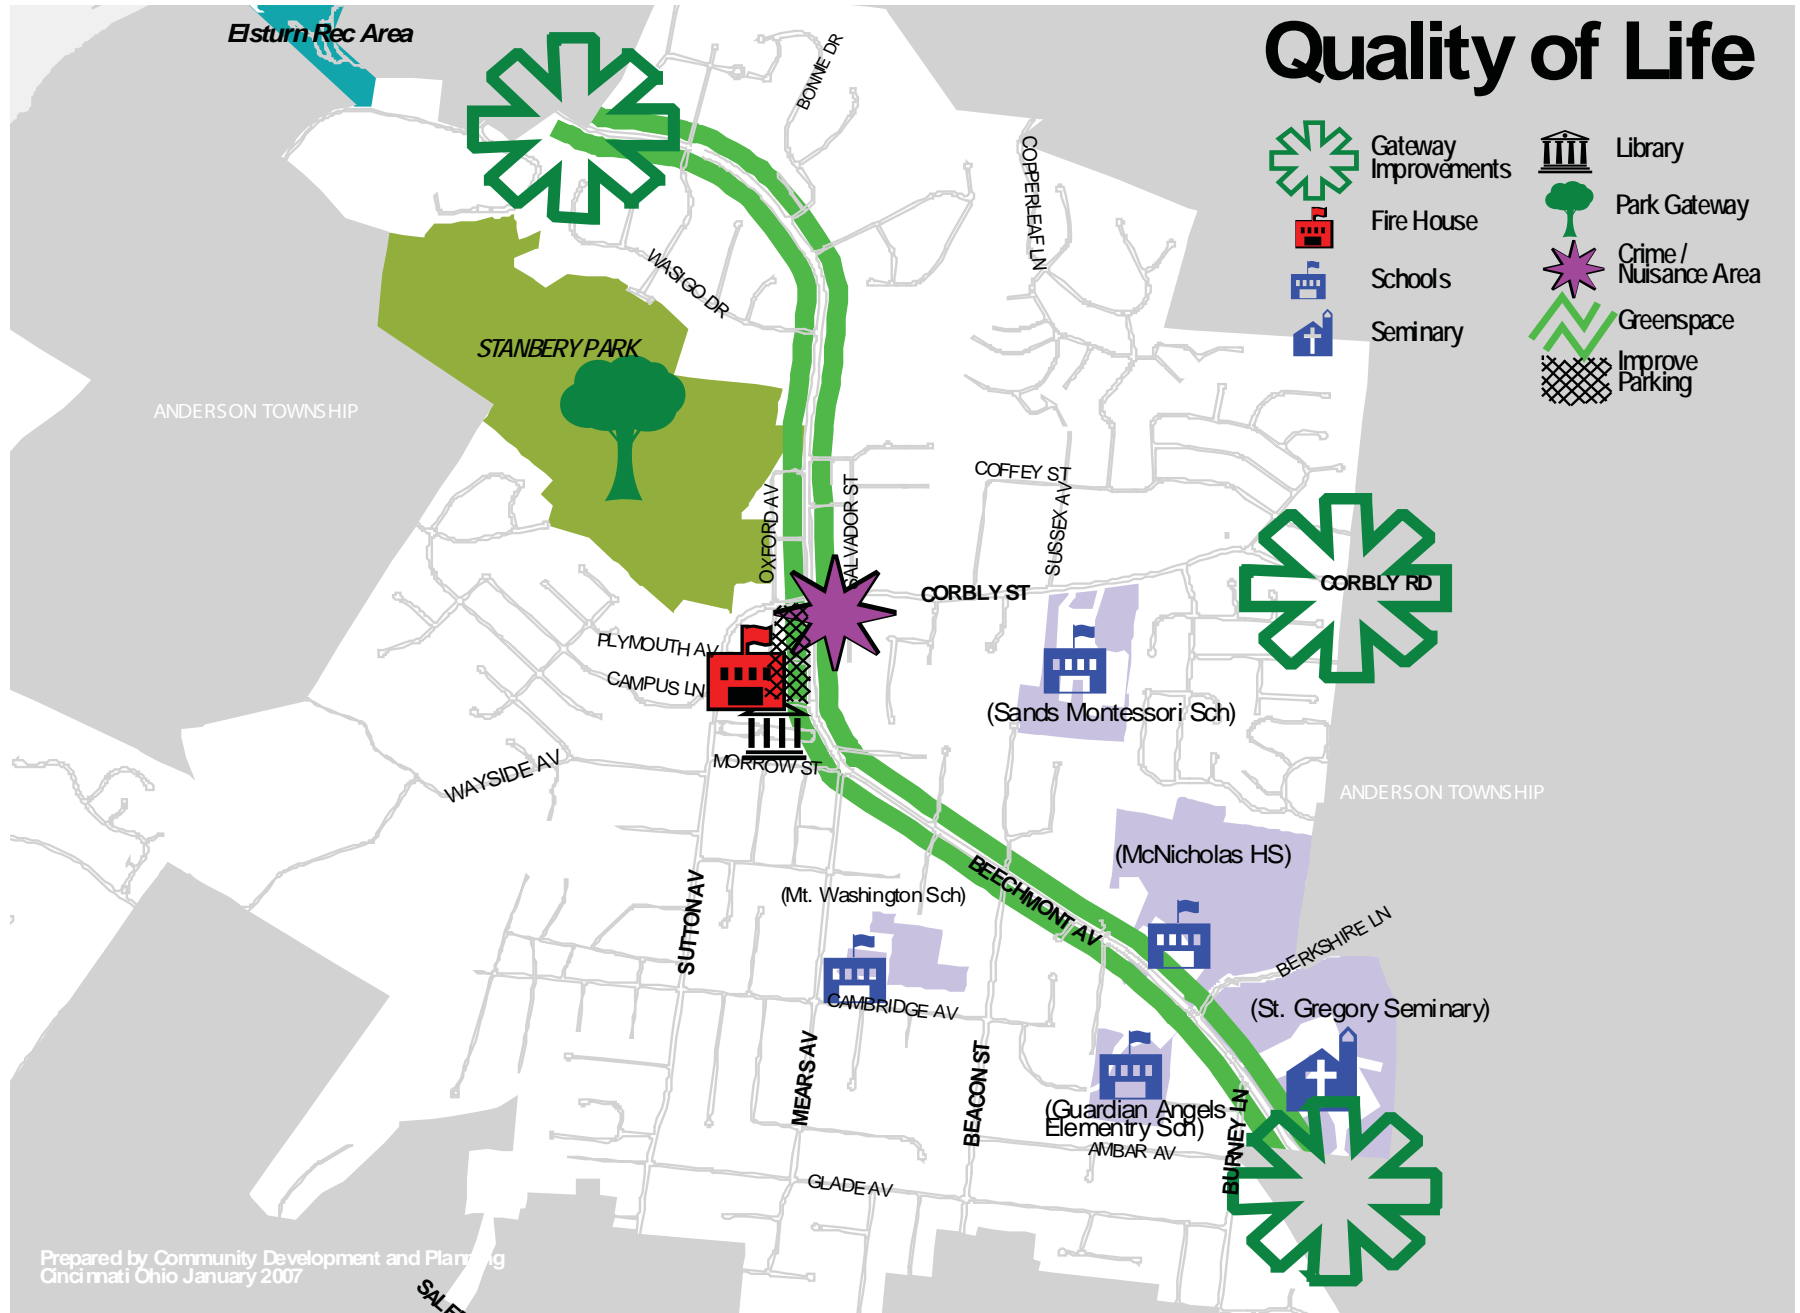 Elsturn Rec Area
Quality of Life
Gateway
Improvements
Fire House
Schools
Seminary
Library
Park Gateway
Crime /
Nuisance Area
Greenspace
Improve
Parking
BONNIE DR
COPPERLEAF LN
WASIGO DR
STANBERY PARK
ANDERSON TOWNSHIP
COFFEY ST
SUSSEX AV
OXFORD AV
SALVADOR ST
CORBLY ST
CORBLY RD
PLYMOUTH AV
CAMPUS LN
(Sands Montessori Sch)
MORROW ST
WAYSIDE AV
ANDERSON TOWNSHIP
(McNicholas HS)
BEECHMONT AV
(Mt. Washington Sch)
SUTTON AV
BERKSHIRE LN
CAMBRIDGE AV
(St. Gregory Seminary)
MEARS AV
BEACON ST
(Guardian Angels
Elementry Sch)
BURNEY LN
AMBAR AV
GLADE AV
Prepared by Community Development and Planning
Cincinnati Ohio January 2007